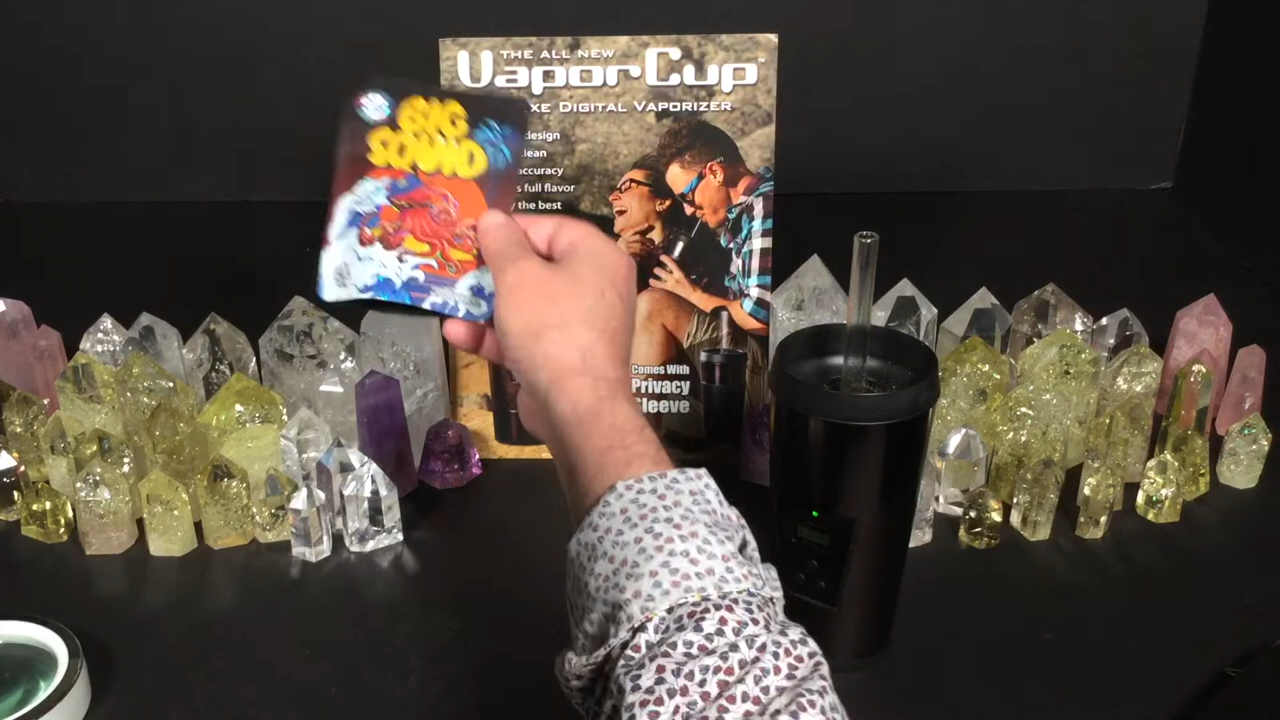 THE ALL NEW
VaporCup™
XE DIGITAL VAPORIZER
design
lean
accuracy
s full flavor
y the best
BIG
SQUID
Comes With
Privacy
Sleeve